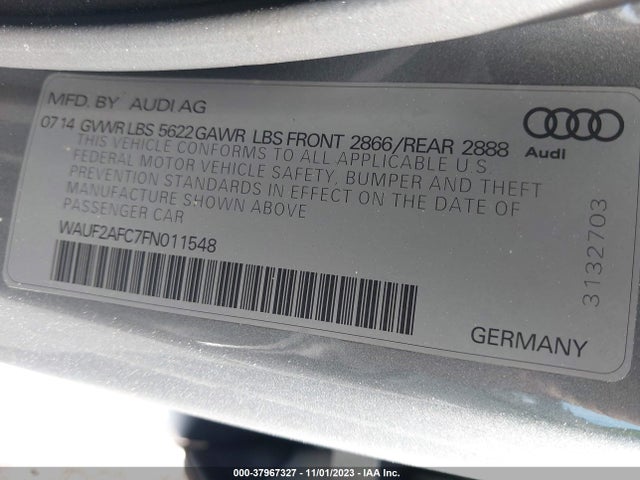 MFD. BY AUDI AG
07 14 GVWR LBS 5622 GAWR LBS FRONT 2866/REAR 2888
THIS VEHICLE CONFORMS TO ALL APPLICABLE U.S.
FEDERAL MOTOR VEHICLE SAFETY, BUMPER AND THEFT
PREVENTION STANDARDS IN EFFECT ON THE DATE OF
MANUFACTURE SHOWN ABOVE
PASSENGER CAR
WAUF2AFC7FN011548
Audi
3132703
GERMANY
000-37967327 - 11/01/2023 - IAA Inc.